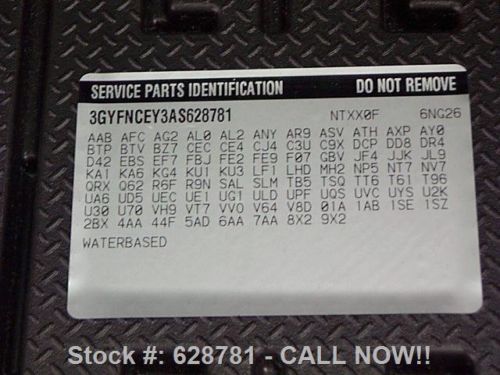 SERVICE PARTS IDENTIFICATION DO NOT REMOVE
3GYFNCEY3AS628781 NTXX0F 6NG26
AAB AFC AG2 AL0 AL2 ANY AR9 ASV ATH AXP AY0
BTP BTV BZ7 CEC CE4 CJ4 C3U C9X DCP DD8 DR4
D42 EBS EF7 FBJ FE2 FE9 F07 GBV JF4 JJK JL9
KA1 KA6 KG4 KU1 KU3 LF1 LHD MH2 NP5 NT7 NV7
QRX Q62 R6F R9N SAL SLM TB5 TSQ TT6 T61 T96
UA6 UD5 UEC UE1 UG1 ULD UPF UQS UVC UYS U2K
U30 U70 VH9 VT7 VV0 V64 V8D 01A 1AB 1SE 1SZ
2BX 4AA 44F 5AD 6AA 7AA 8X2 9X2
WATERBASED
Stock #: 628781 - CALL NOW!!